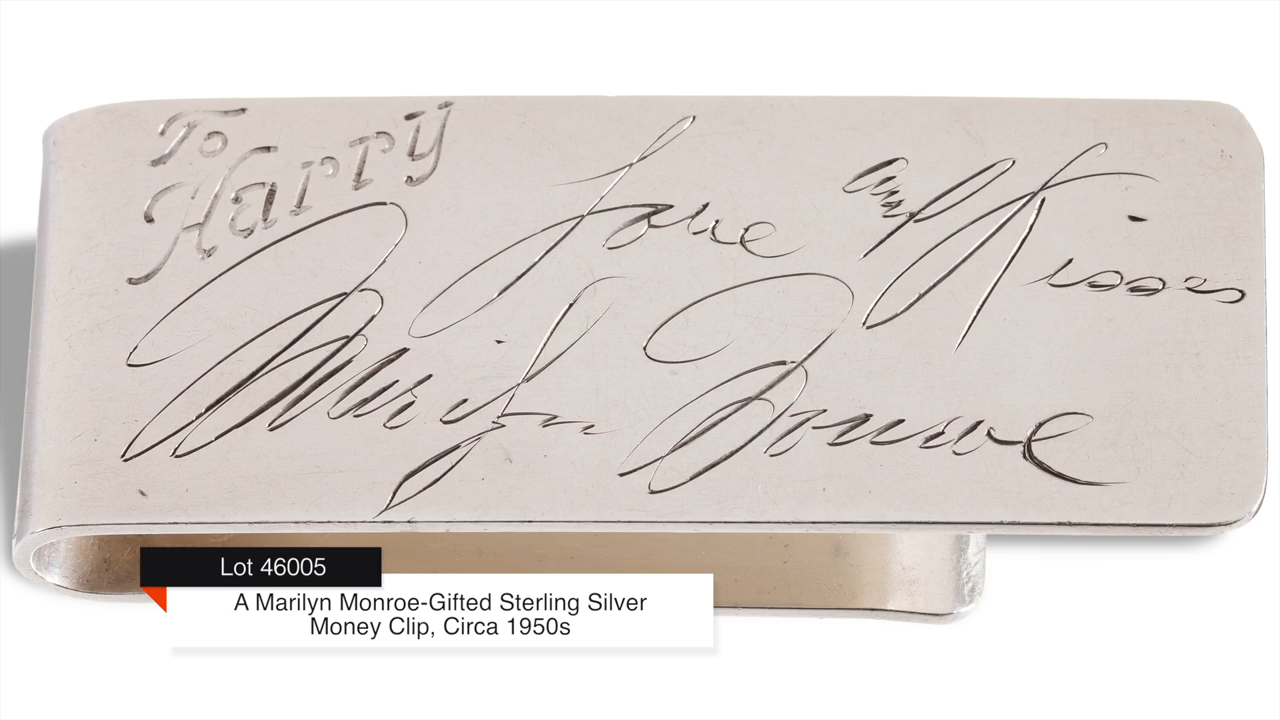 To
Harry
Love and Kisses
Marilyn Monroe
Lot 46005
A Marilyn Monroe-Gifted Sterling Silver
Money Clip, Circa 1950s